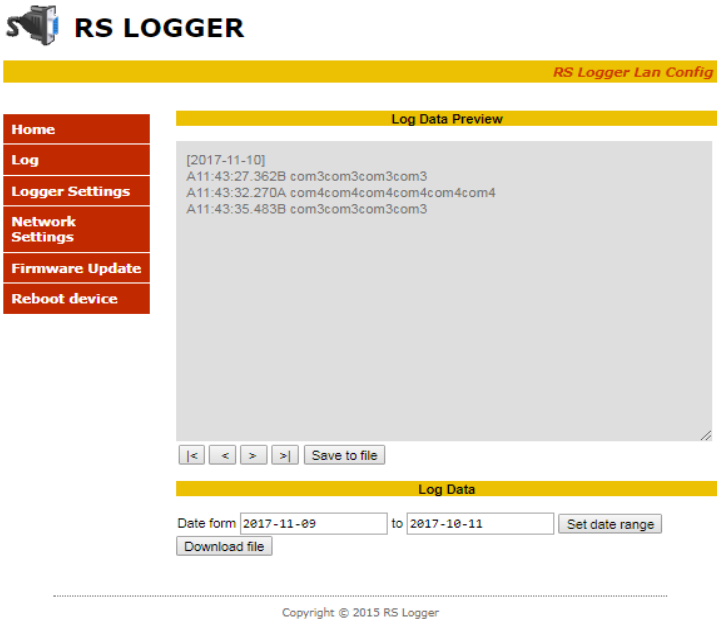 RS LOGGER
RS Logger Lan Config
Home
Log
Logger Settings
Network
Settings
Firmware Update
Reboot device
Log Data Preview
[2017-11-10]
A11:43:27.362B com3com3com3com3
A11:43:32.270A com4com4com4com4com4com4
A11:43:35.483B com3com3com3com3
|< < > >| Save to file
Log Data
Date form 2017-11-09 to 2017-10-11 Set date range
Download file
Copyright © 2015 RS Logger